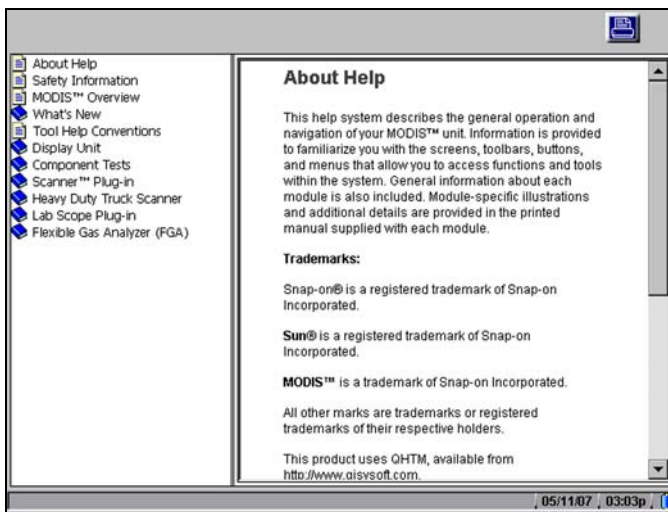 About Help
Safety Information
MODIS™ Overview
What's New
Tool Help Conventions
Display Unit
Component Tests
Scanner™ Plug-in
Heavy Duty Truck Scanner
Lab Scope Plug-in
Flexible Gas Analyzer (FGA)
About Help
This help system describes the general operation and
navigation of your MODIS™ unit. Information is provided
to familiarize you with the screens, toolbars, buttons,
and menus that allow you to access functions and tools
within the system. General information about each
module is also included. Module-specific illustrations
and additional details are provided in the printed
manual supplied with each module.
Trademarks:
Snap-on® is a registered trademark of Snap-on
Incorporated.
Sun® is a registered trademark of Snap-on
Incorporated.
MODIS™ is a trademark of Snap-on Incorporated.
All other marks are trademarks or registered
trademarks of their respective holders.
This product uses QHTM, available from
http://www.gipsysoft.com.
05/11/07 03:03p